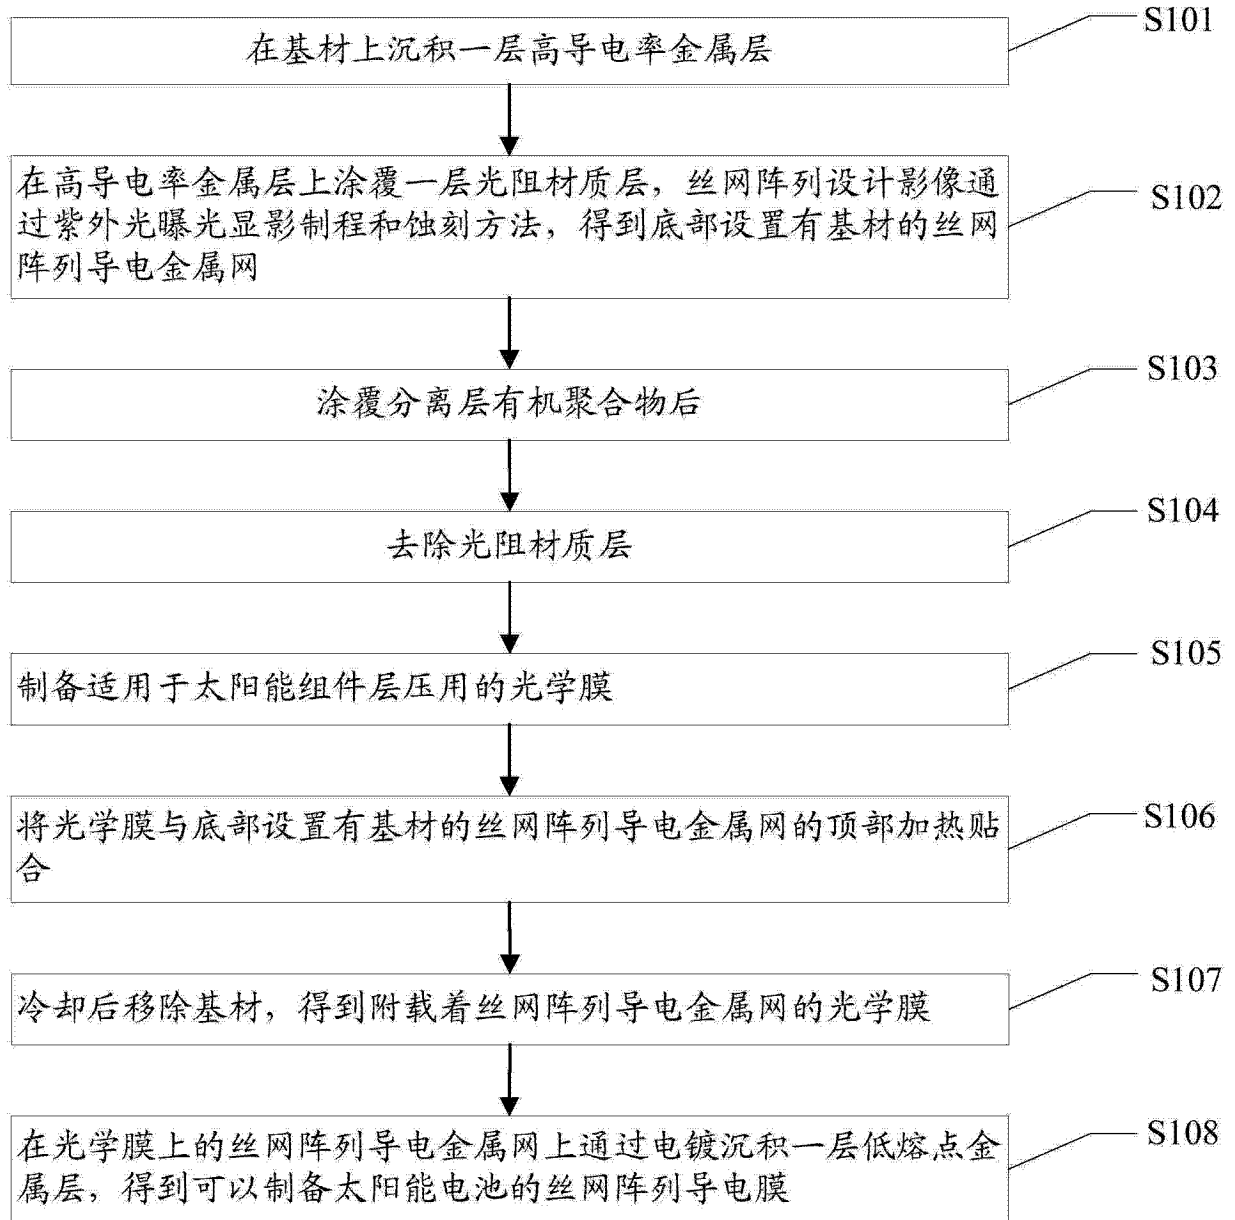 在基材上沉积一层高导电率金属层
S101
在高导电率金属层上涂覆一层光阻材质层，丝网阵列设计影像通
过紫外光曝光显影制程和蚀刻方法，得到底部设置有基材的丝网
阵列导电金属网
S102
涂覆分离层有机聚合物后
S103
去除光阻材质层
S104
制备适用于太阳能组件层压用的光学膜
S105
将光学膜与底部设置有基材的丝网阵列导电金属网的顶部加热贴
合
S106
冷却后移除基材，得到附载着丝网阵列导电金属网的光学膜
S107
在光学膜上的丝网阵列导电金属网上通过电镀沉积一层低熔点金
属层，得到可以制备太阳能电池的丝网阵列导电膜
S108